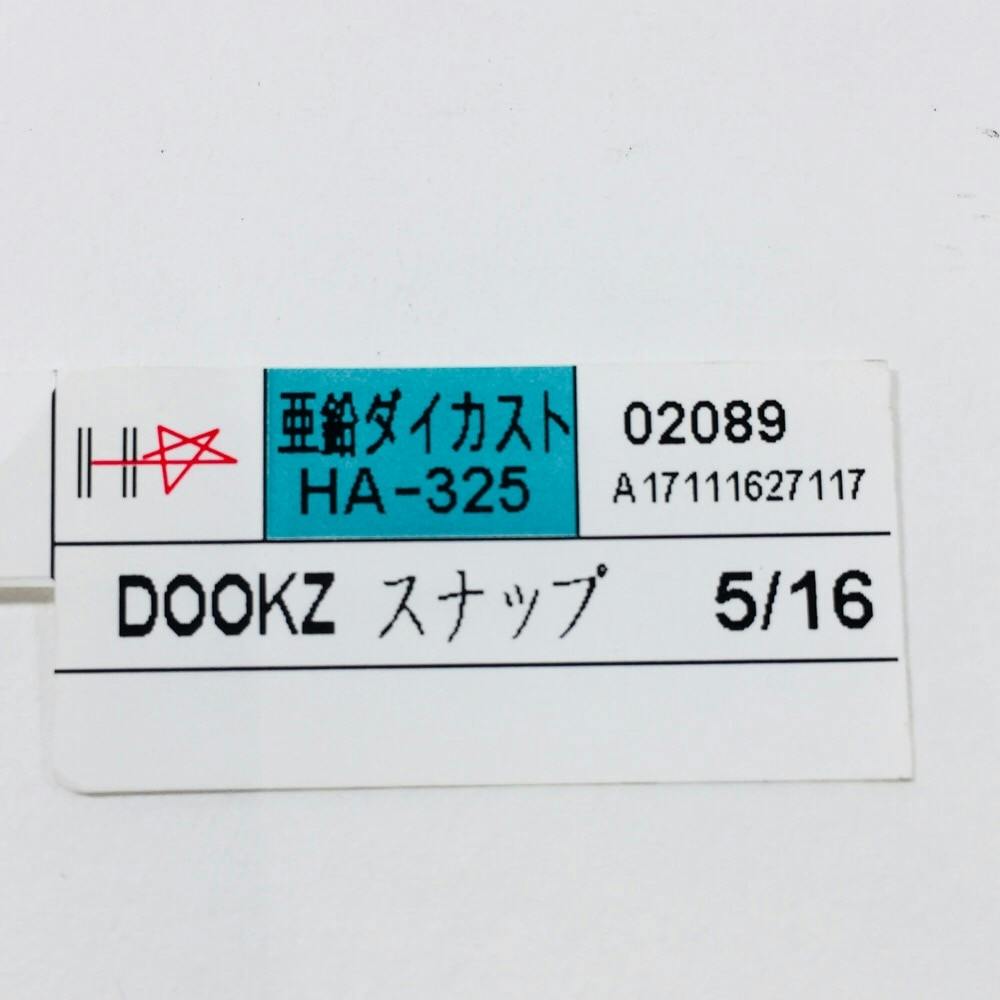 H
亜鉛ダイカスト
HA-325
02089
A17111627117
DOOKZ スナップ 5/16